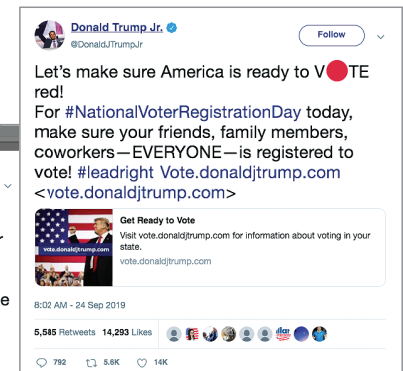 Donald Trump Jr.
@DonaldJTrumpJr
Follow
Let's make sure America is ready to V🔴TE
red!
For #NationalVoterRegistrationDay today,
make sure your friends, family members,
coworkers—EVERYONE—is registered to
vote! #leadright Vote.donaldjtrump.com
<vote.donaldjtrump.com>
vote.donaldjtrump.com
Get Ready to Vote
Visit vote.donaldjtrump.com for information about voting in your
state.
vote.donaldjtrump.com
8:02 AM - 24 Sep 2019
5,585 Retweets 14,293 Likes
792 5.6K 14K